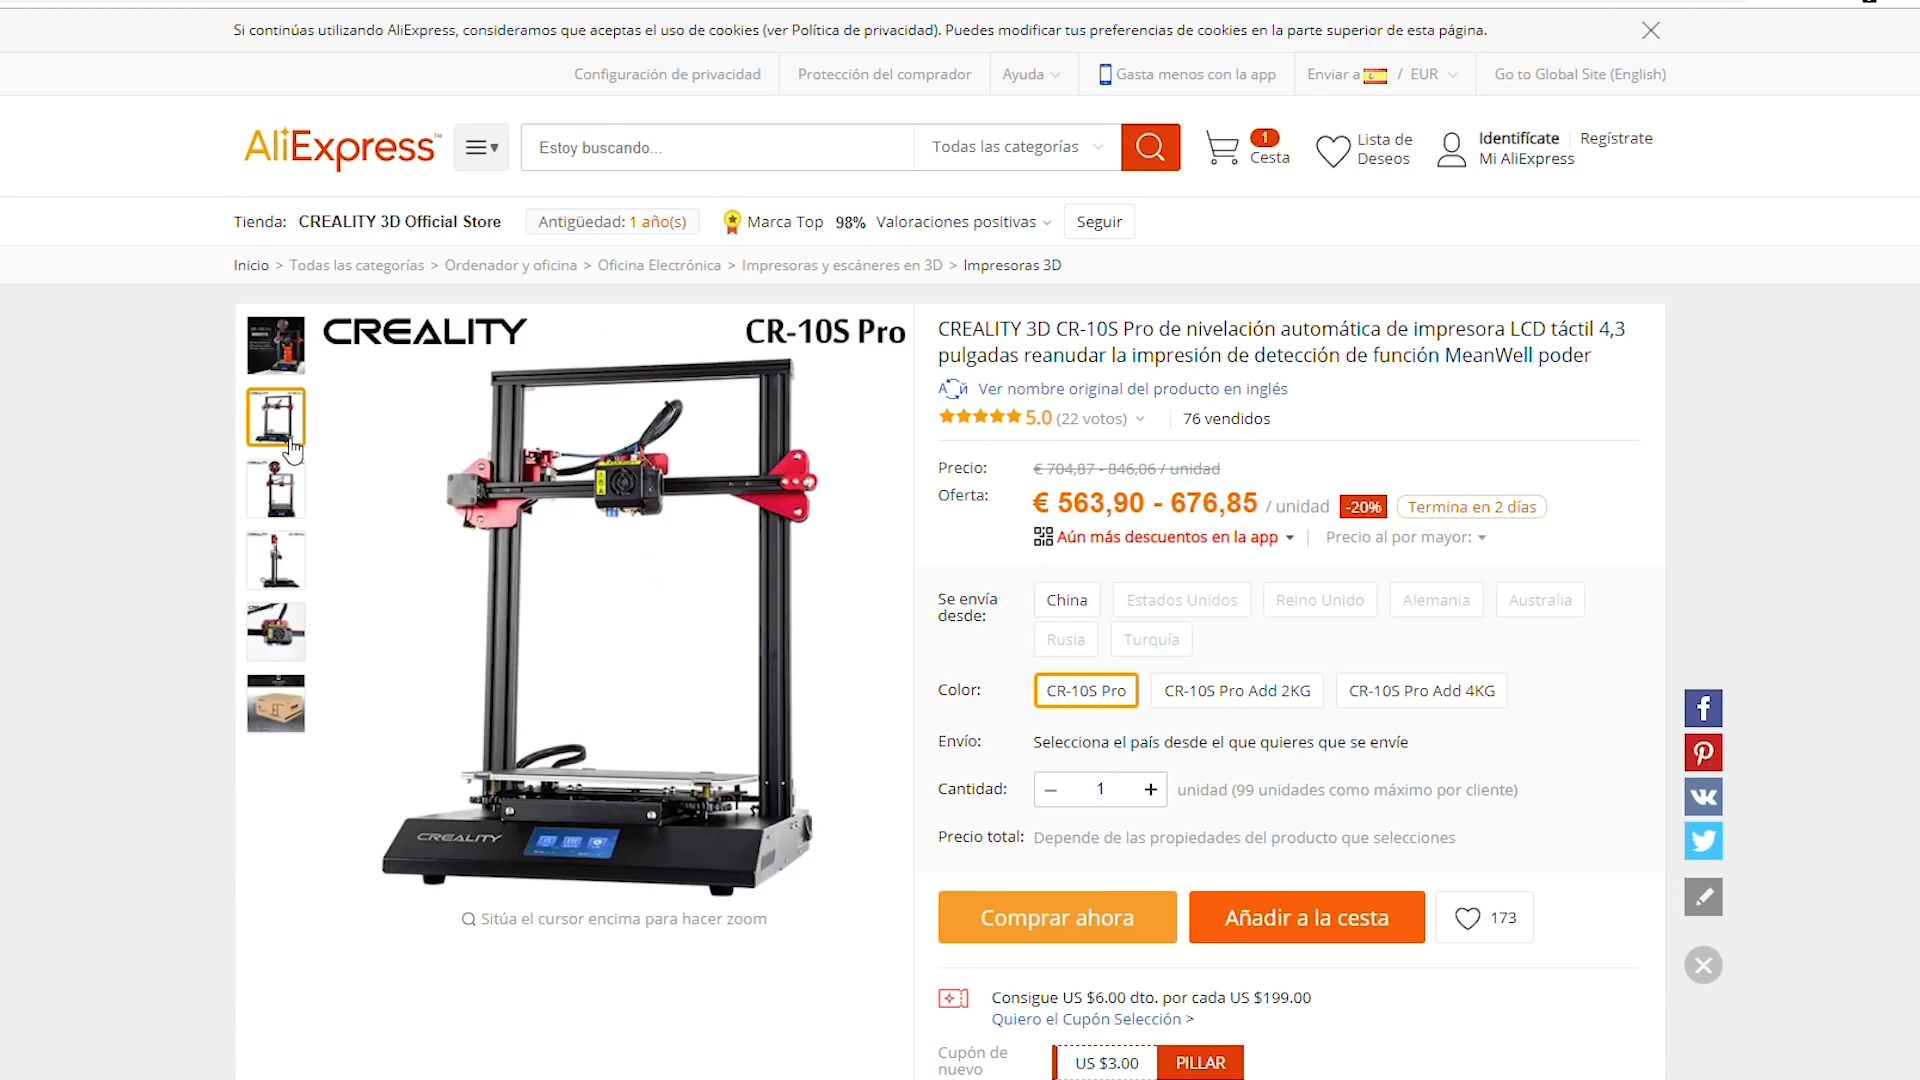 Si continúas utilizando AliExpress, consideramos que aceptas el uso de cookies (ver Política de privacidad). Puedes modificar tus preferencias de cookies en la parte superior de esta página.
Configuración de privacidad Protección del comprador Ayuda Gasta menos con la app Enviar a / EUR Go to Global Site (English)
AliExpress™ Estoy buscando... Todas las categorías 1 Cesta Lista de Deseos Identifícate Regístrate Mi AliExpress
Tienda: CREALITY 3D Official Store Antigüedad: 1 año(s) Marca Top 98% Valoraciones positivas Seguir
Inicio > Todas las categorías > Ordenador y oficina > Oficina Electrónica > Impresoras y escáneres en 3D > Impresoras 3D
CREALITY CR-10S Pro
CREALITY
Sitúa el cursor encima para hacer zoom
CREALITY 3D CR-10S Pro de nivelación automática de impresora LCD táctil 4,3
pulgadas reanudar la impresión de detección de función MeanWell poder
Ver nombre original del producto en inglés
5.0 (22 votos) 76 vendidos
Precio: € 704,87 - 846,06 / unidad
Oferta: € 563,90 - 676,85 / unidad -20% Termina en 2 días
Aún más descuentos en la app Precio al por mayor:
Se envía desde: China Estados Unidos Reino Unido Alemania Australia
Rusia Turquía
Color: CR-10S Pro CR-10S Pro Add 2KG CR-10S Pro Add 4KG
Envío: Selecciona el país desde el que quieres que se envíe
Cantidad: – 1 + unidad (99 unidades como máximo por cliente)
Precio total: Depende de las propiedades del producto que selecciones
Comprar ahora Añadir a la cesta 173
Consigue US $6.00 dto. por cada US $199.00
Quiero el Cupón Selección >
Cupón de nuevo US $3.00 PILLAR